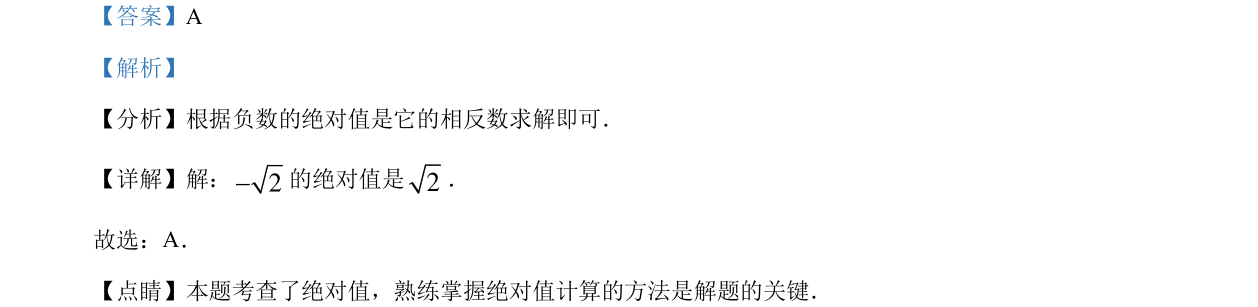 【答案】A
【解析】
【分析】根据负数的绝对值是它的相反数求解即可．
【详解】解：−√2 的绝对值是√2．
故选：A．
【点睛】本题考查了绝对值，熟练掌握绝对值计算的方法是解题的关键．